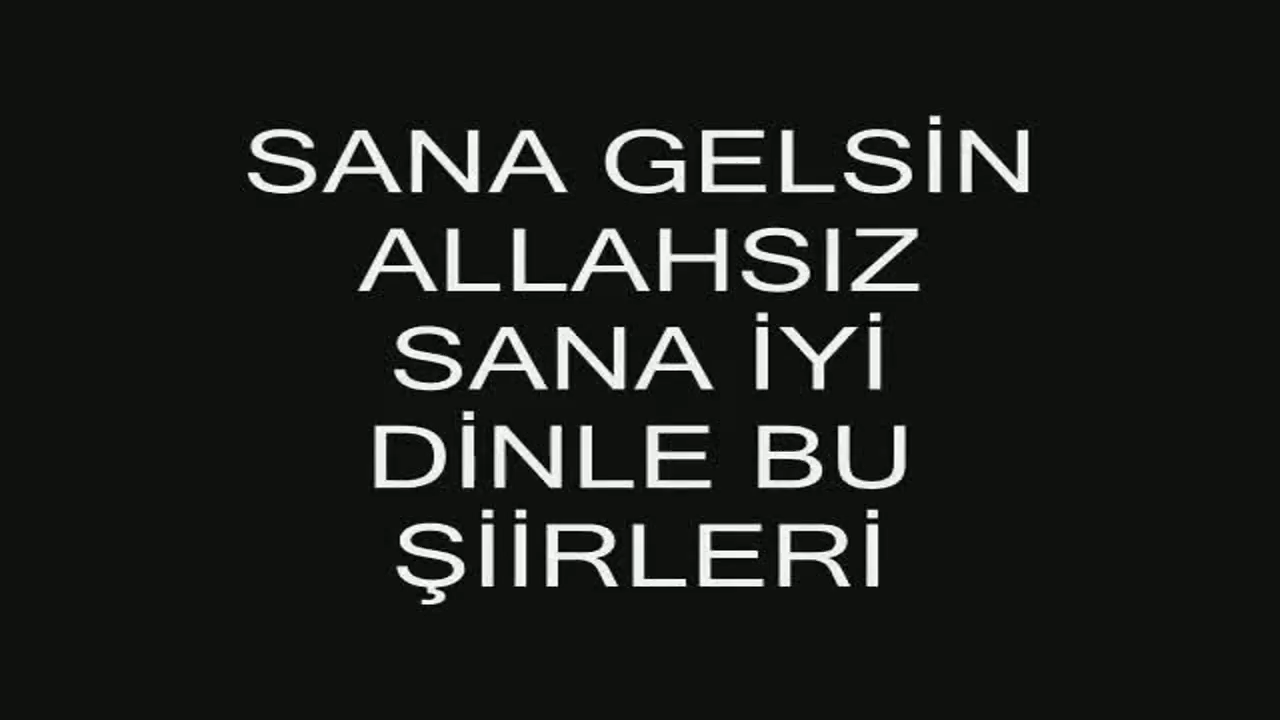 SANA GELSİN
ALLAHSIZ
SANA İYİ
DİNLE BU
ŞİİRLERİ